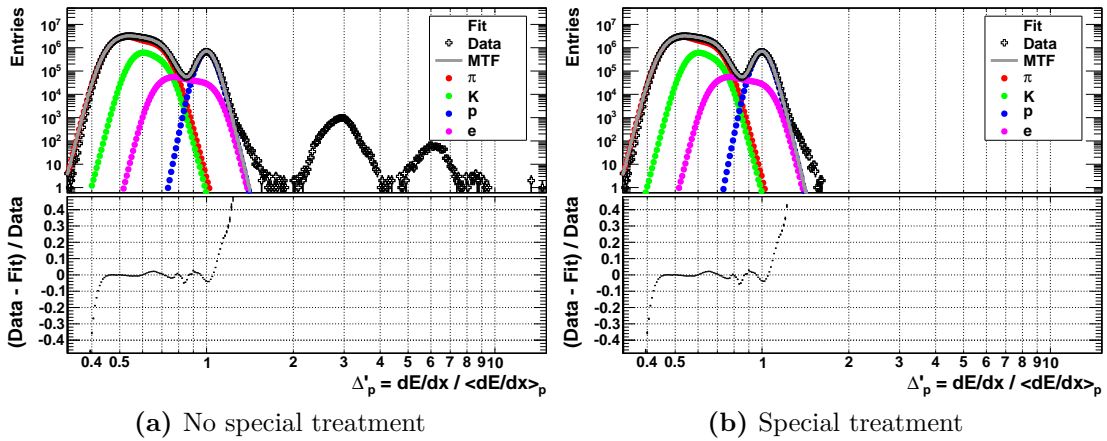 Entries
10⁷
10⁶
10⁵
10⁴
10³
10²
10
1
Fit
Data
MTF
π
K
p
e
(Data - Fit) / Data
0.4
0.3
0.2
0.1
0
-0.1
-0.2
-0.3
-0.4
0.4 0.5 1 2 3 4 5 6 7 8 9 10
Δ'ₚ = dE/dx / <dE/dx>ₚ
(a) No special treatment
Entries
10⁷
10⁶
10⁵
10⁴
10³
10²
10
1
Fit
Data
MTF
π
K
p
e
(Data - Fit) / Data
0.4
0.3
0.2
0.1
0
-0.1
-0.2
-0.3
-0.4
0.4 0.5 1 2 3 4 5 6 7 8 9 10
Δ'ₚ = dE/dx / <dE/dx>ₚ
(b) Special treatment